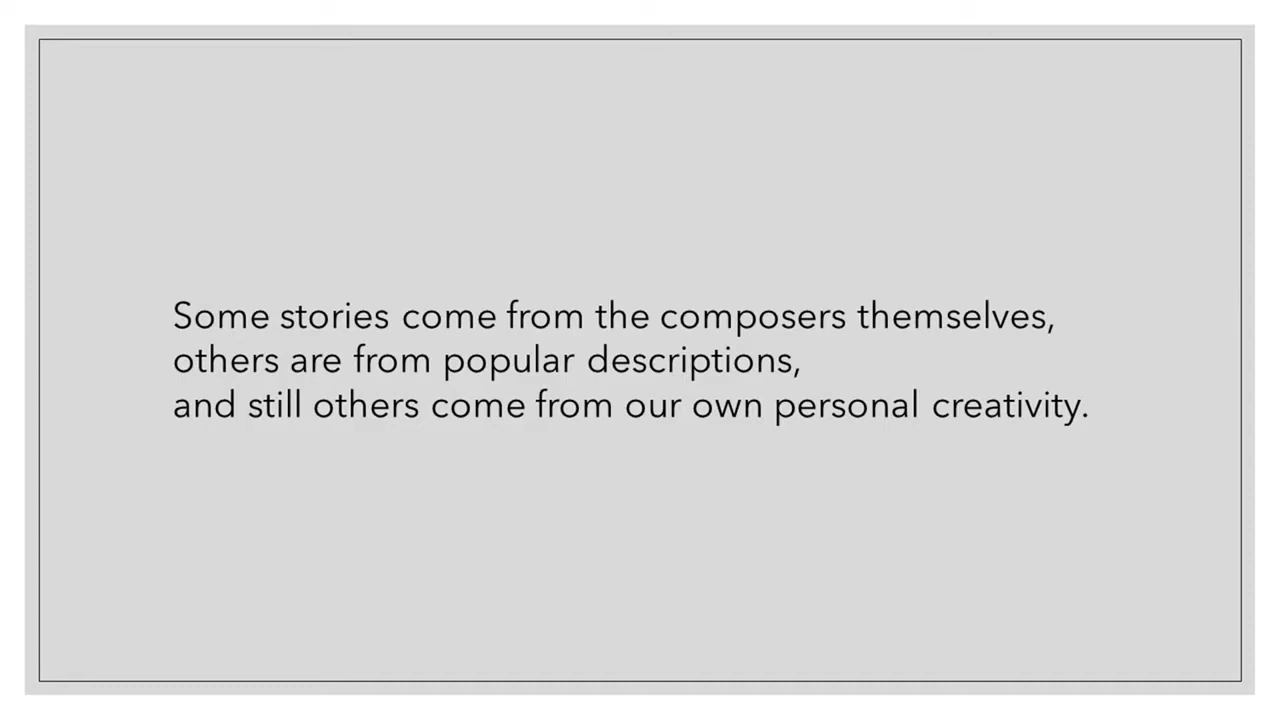 Some stories come from the composers themselves,
others are from popular descriptions,
and still others come from our own personal creativity.